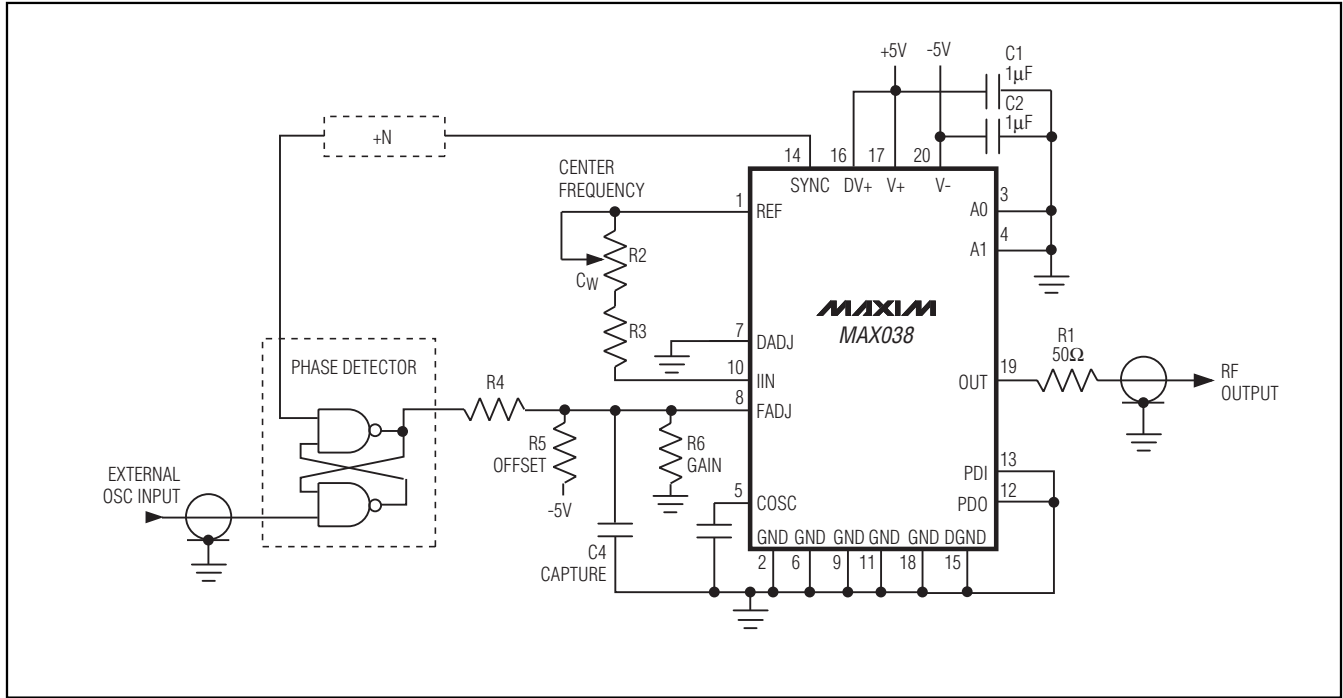 +5V -5V
C1
1µF
C2
1µF
+N
14 16 17 20
SYNC DV+ V+ V-
CENTER
FREQUENCY
1 REF
3
A0
4
A1
R2
CW
R3
MAXIM
MAX038
7
DADJ
10
IIN
8
FADJ
R1
50Ω
19
OUT
RF
OUTPUT
PHASE DETECTOR
R4
R5
OFFSET
-5V
R6
GAIN
EXTERNAL
OSC INPUT
13
PDI
12
PDO
5
COSC
C4
CAPTURE
GND GND GND GND GND DGND
2 6 9 11 18 15